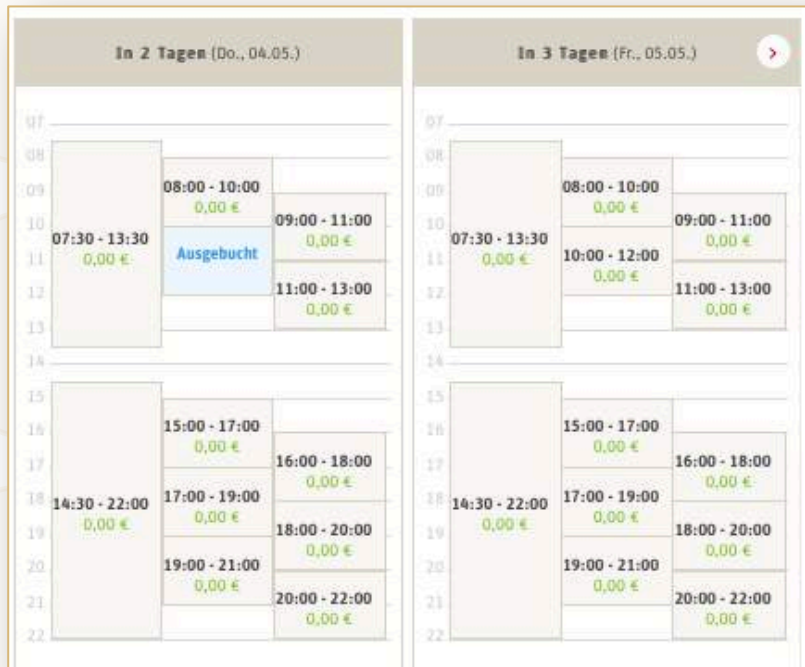 In 2 Tagen (Do., 04.05.)
07
08
09
10
11
12
13
14
15
16
17
18
19
20
21
22
07:30 - 13:30
0,00 €
14:30 - 22:00
0,00 €
08:00 - 10:00
0,00 €
Ausgebucht
15:00 - 17:00
0,00 €
17:00 - 19:00
0,00 €
19:00 - 21:00
0,00 €
09:00 - 11:00
0,00 €
11:00 - 13:00
0,00 €
16:00 - 18:00
0,00 €
18:00 - 20:00
0,00 €
20:00 - 22:00
0,00 €
In 3 Tagen (Fr., 05.05.)
07
08
09
10
11
12
13
14
15
16
17
18
19
20
21
22
07:30 - 13:30
0,00 €
14:30 - 22:00
0,00 €
08:00 - 10:00
0,00 €
10:00 - 12:00
0,00 €
15:00 - 17:00
0,00 €
17:00 - 19:00
0,00 €
19:00 - 21:00
0,00 €
09:00 - 11:00
0,00 €
11:00 - 13:00
0,00 €
16:00 - 18:00
0,00 €
18:00 - 20:00
0,00 €
20:00 - 22:00
0,00 €